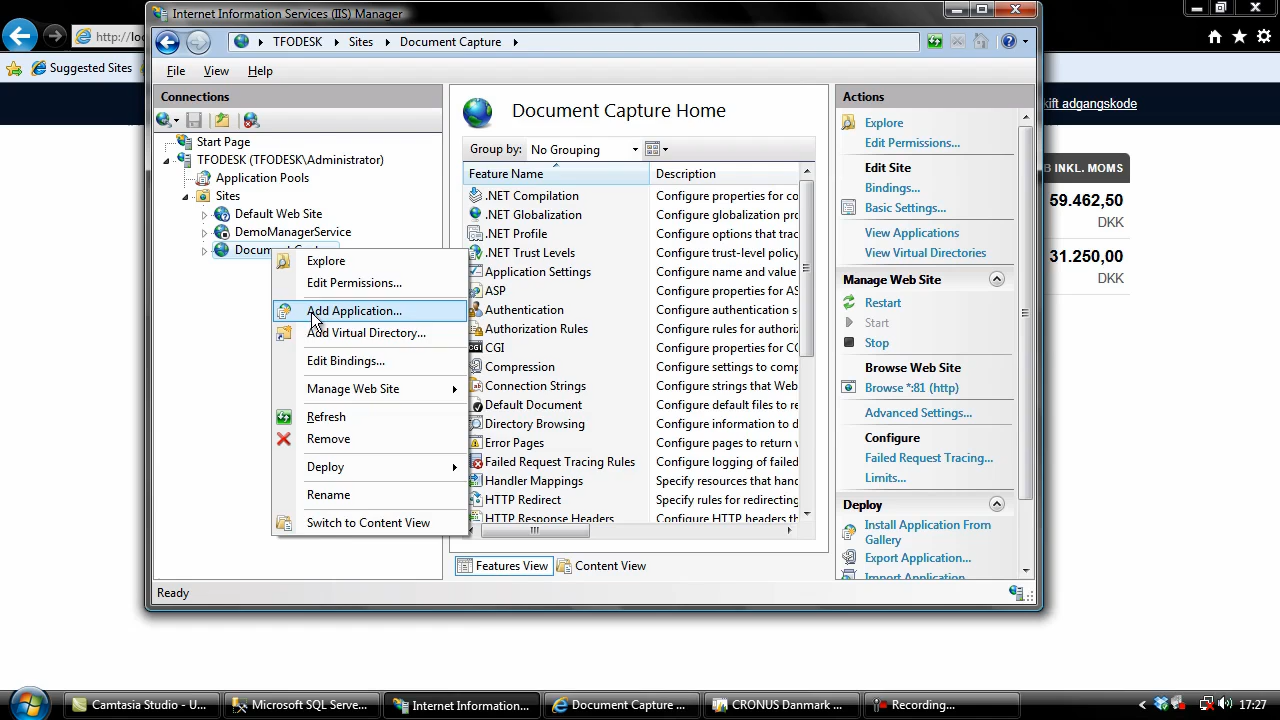 Internet Information Services (IIS) Manager
http://loc
Suggested Sites
TFODESK
Sites
Document Capture
File
View
Help
Connections
Start Page
TFODESK (TFODESK\Administrator)
Application Pools
Sites
Default Web Site
DemoManagerService
Explore
Edit Permissions...
Add Application...
Add Virtual Directory...
Edit Bindings...
Manage Web Site
Refresh
Remove
Deploy
Rename
Switch to Content View
Document Capture Home
Group by:
No Grouping
Feature Name
Description
.NET Compilation
Configure properties for co
.NET Globalization
Configure globalization pro
.NET Profile
Configure options that trac
.NET Trust Levels
Specify trust-level policy
Application Settings
Configure name and value
ASP
Configure properties for AS
Authentication
Configure authentication s
Authorization Rules
Configure rules for authoriz
CGI
Configure properties for CG
Compression
Configure settings to comp
Connection Strings
Configure strings that Web
Default Document
Configure default files to re
Directory Browsing
Configure information to d
Error Pages
Configure pages to return w
Failed Request Tracing Rules
Configure logging of failed
Handler Mappings
Specify resources that hanc
HTTP Redirect
Specify rules for redirecting
HTTP Response Headers
Configure HTTP headers th
Features View
Content View
Actions
Explore
Edit Permissions...
Edit Site
Bindings...
Basic Settings...
View Applications
View Virtual Directories
Manage Web Site
Restart
Start
Stop
Browse Web Site
Browse *:81 (http)
Advanced Settings...
Configure
Failed Request Tracing...
Limits...
Deploy
Install Application From
Gallery
Export Application...
Import Application...
Ready
kift adgangskode
B INKL. MOMS
59.462,50
DKK
31.250,00
DKK
Camtasia Studio - U...
Microsoft SQL Serve...
Internet Information...
Document Capture ...
CRONUS Danmark ...
Recording...
17:27